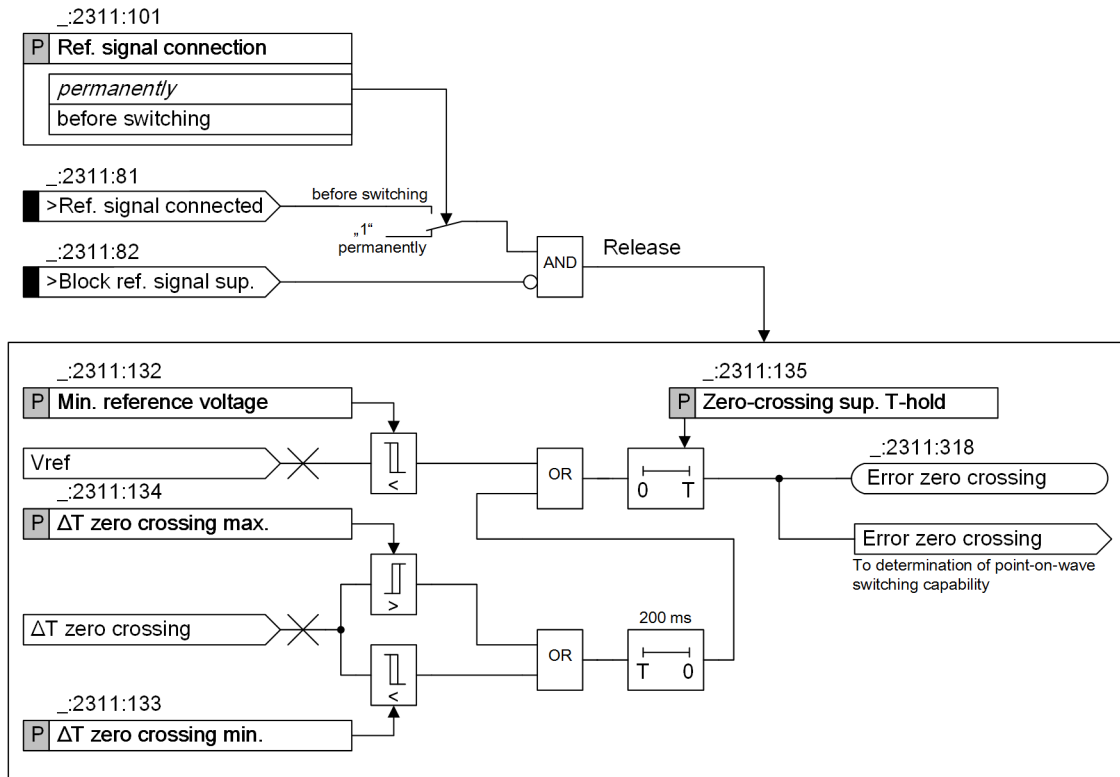 _:2311:101
P Ref. signal connection
permanently
before switching
_:2311:81
>Ref. signal connected
before switching
„1“
permanently
_:2311:82
>Block ref. signal sup.
AND
Release
_:2311:132
P Min. reference voltage
_:2311:135
P Zero-crossing sup. T-hold
Vref
<
OR
0 T
_:2311:318
Error zero crossing
_:2311:134
P ΔT zero crossing max.
Error zero crossing
To determination of point-on-wave
switching capability
>
ΔT zero crossing
<
OR
200 ms
T 0
_:2311:133
P ΔT zero crossing min.